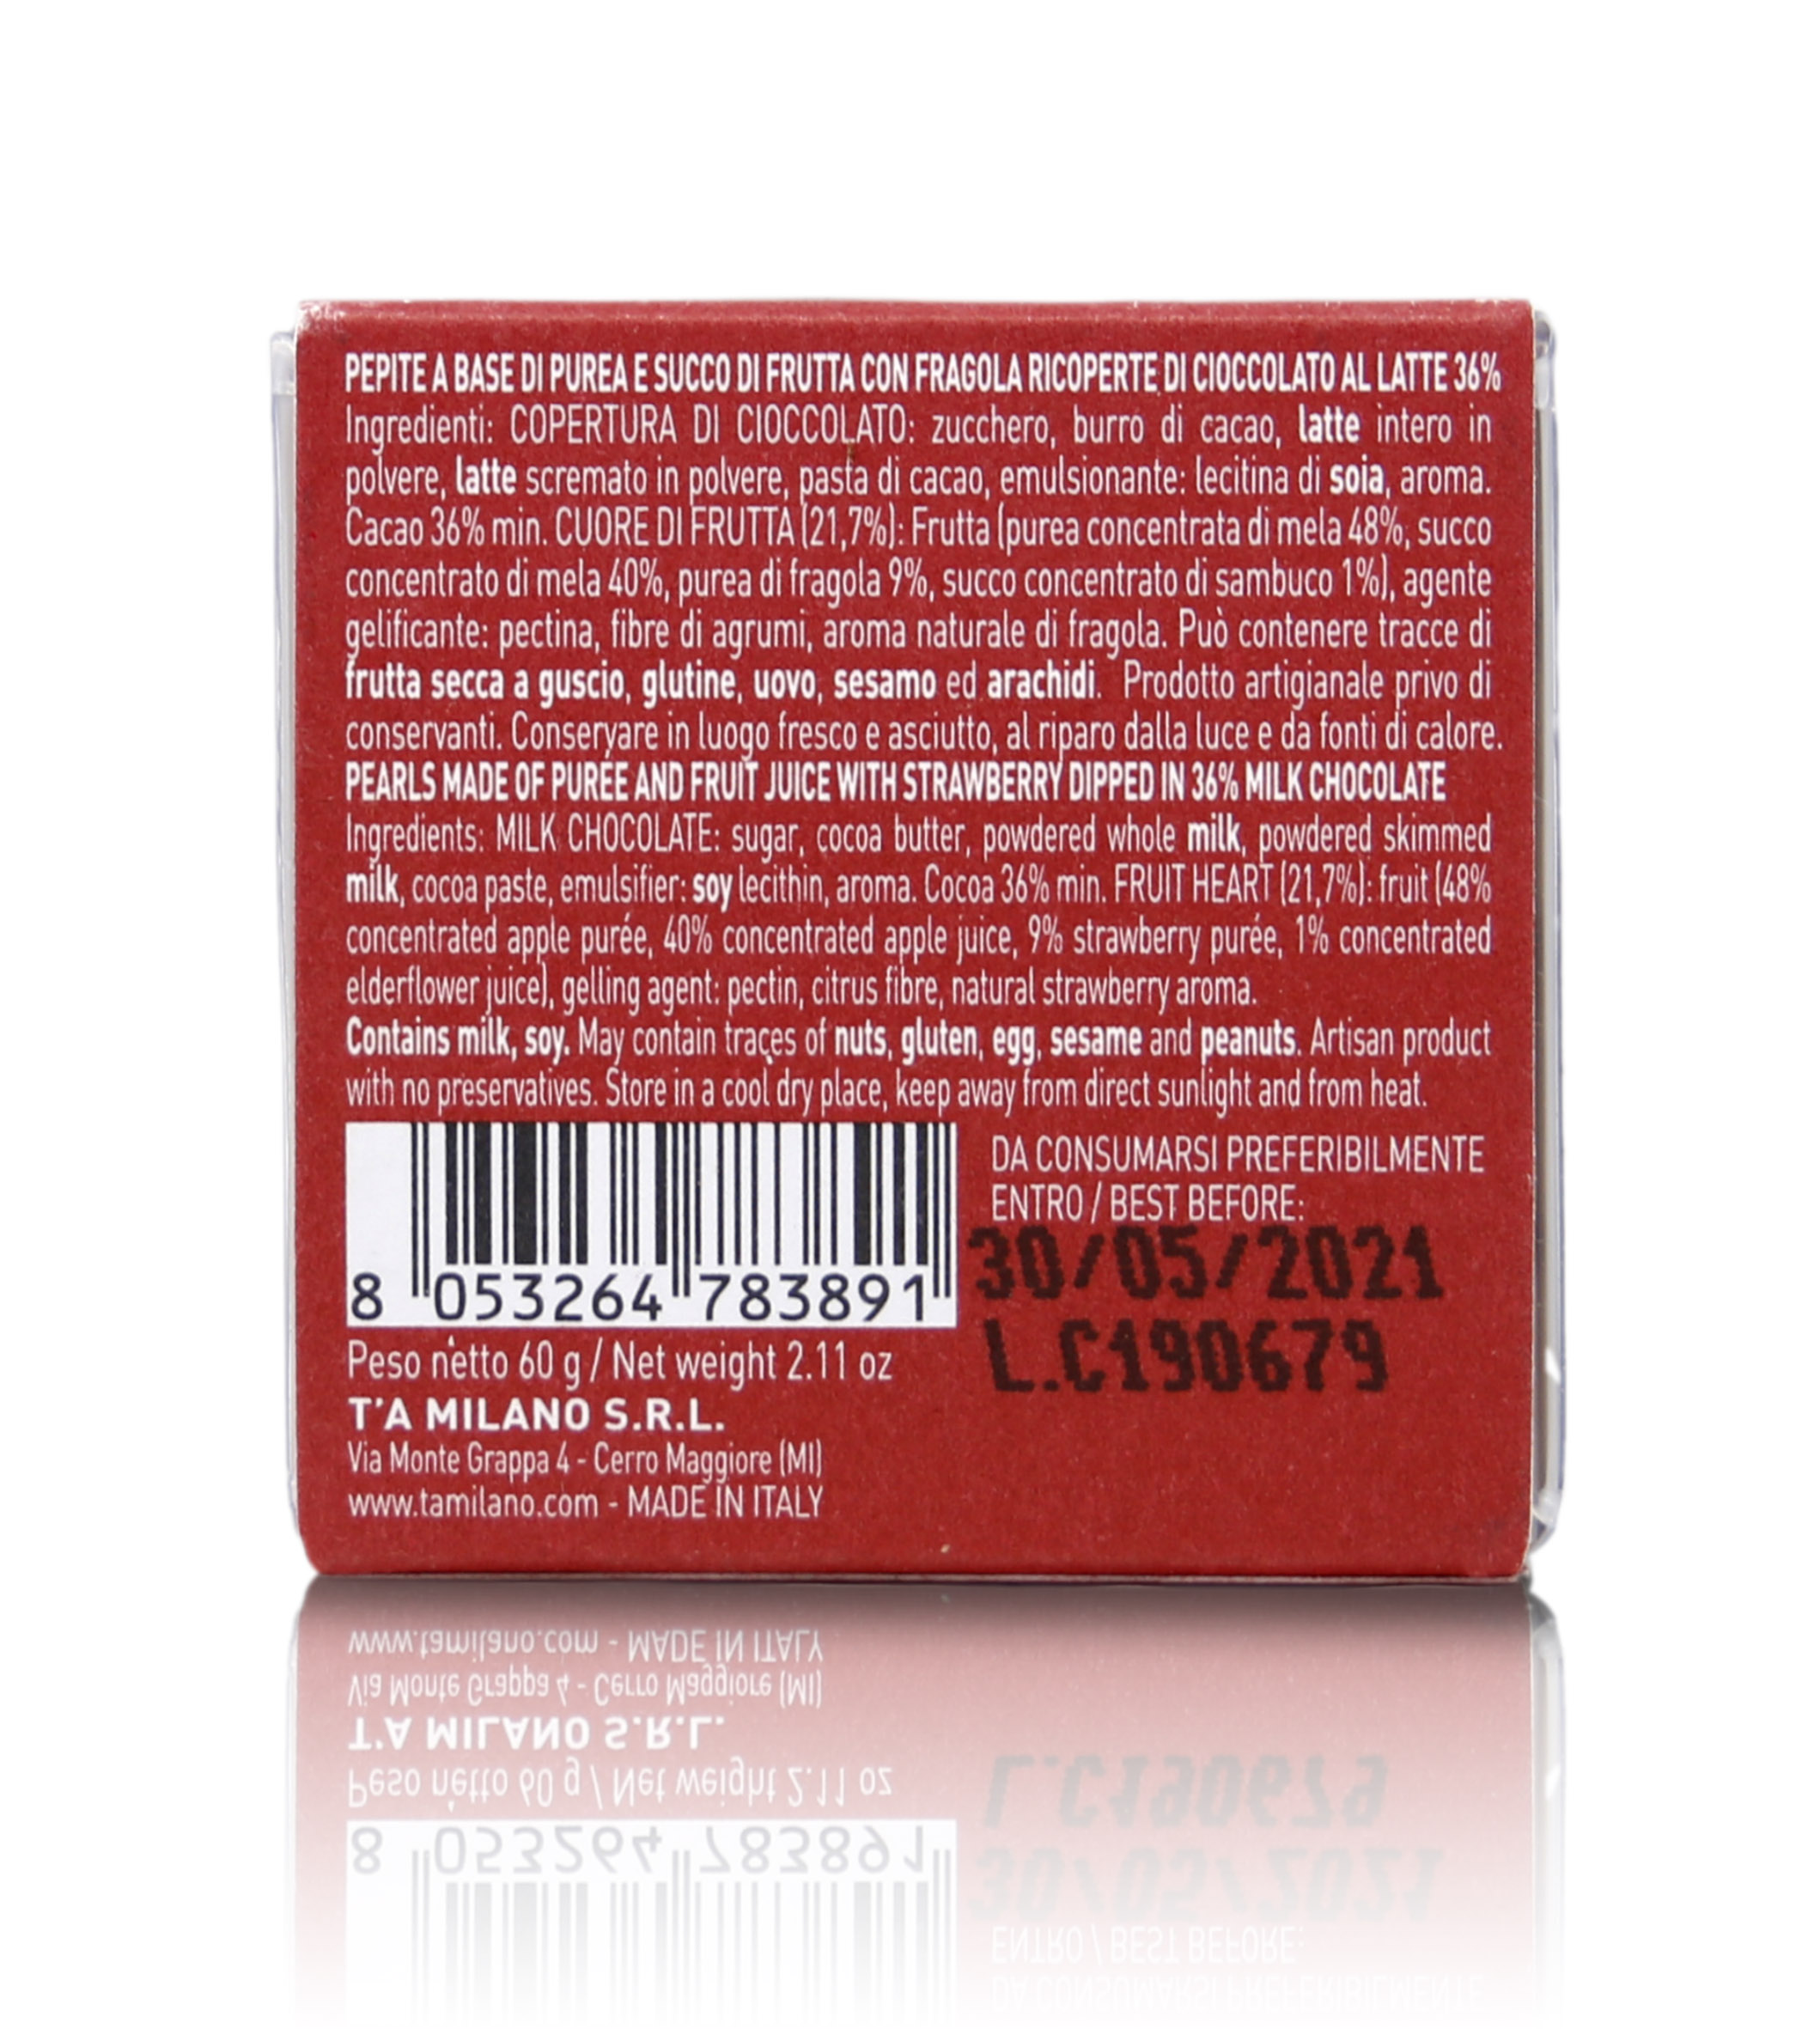 PEPITE A BASE DI PUREA E SUCCO DI FRUTTA CON FRAGOLA RICOPERTE DI CIOCCOLATO AL LATTE 36%
Ingredienti: COPERTURA DI CIOCCOLATO: zucchero, burro di cacao, latte intero in
polvere, latte scremato in polvere, pasta di cacao, emulsionante: lecitina di soia, aroma.
Cacao 36% min. CUORE DI FRUTTA (21,7%): Frutta (purea concentrata di mela 48%, succo
concentrato di mela 40%, purea di fragola 9%, succo concentrato di sambuco 1%), agente
gelificante: pectina, fibre di agrumi, aroma naturale di fragola. Può contenere tracce di
frutta secca a guscio, glutine, uovo, sesamo ed arachidi. Prodotto artigianale privo di
conservanti. Conservare in luogo fresco e asciutto, al riparo dalla luce e da fonti di calore.
PEARLS MADE OF PURÉE AND FRUIT JUICE WITH STRAWBERRY DIPPED IN 36% MILK CHOCOLATE
Ingredients: MILK CHOCOLATE: sugar, cocoa butter, powdered whole milk, powdered skimmed
milk, cocoa paste, emulsifier: soy lecithin, aroma. Cocoa 36% min. FRUIT HEART (21,7%): fruit (48%
concentrated apple purée, 40% concentrated apple juice, 9% strawberry purée, 1% concentrated
elderflower juice), gelling agent: pectin, citrus fibre, natural strawberry aroma.
Contains milk, soy. May contain traces of nuts, gluten, egg, sesame and peanuts. Artisan product
with no preservatives. Store in a cool dry place, keep away from direct sunlight and from heat.
DA CONSUMARSI PREFERIBILMENTE
ENTRO / BEST BEFORE:
30/05/2021
L.C190679
8 053264 783891
Peso netto 60 g / Net weight 2.11 oz
T'A MILANO S.R.L.
Via Monte Grappa 4 - Cerro Maggiore (MI)
www.tamilano.com - MADE IN ITALY